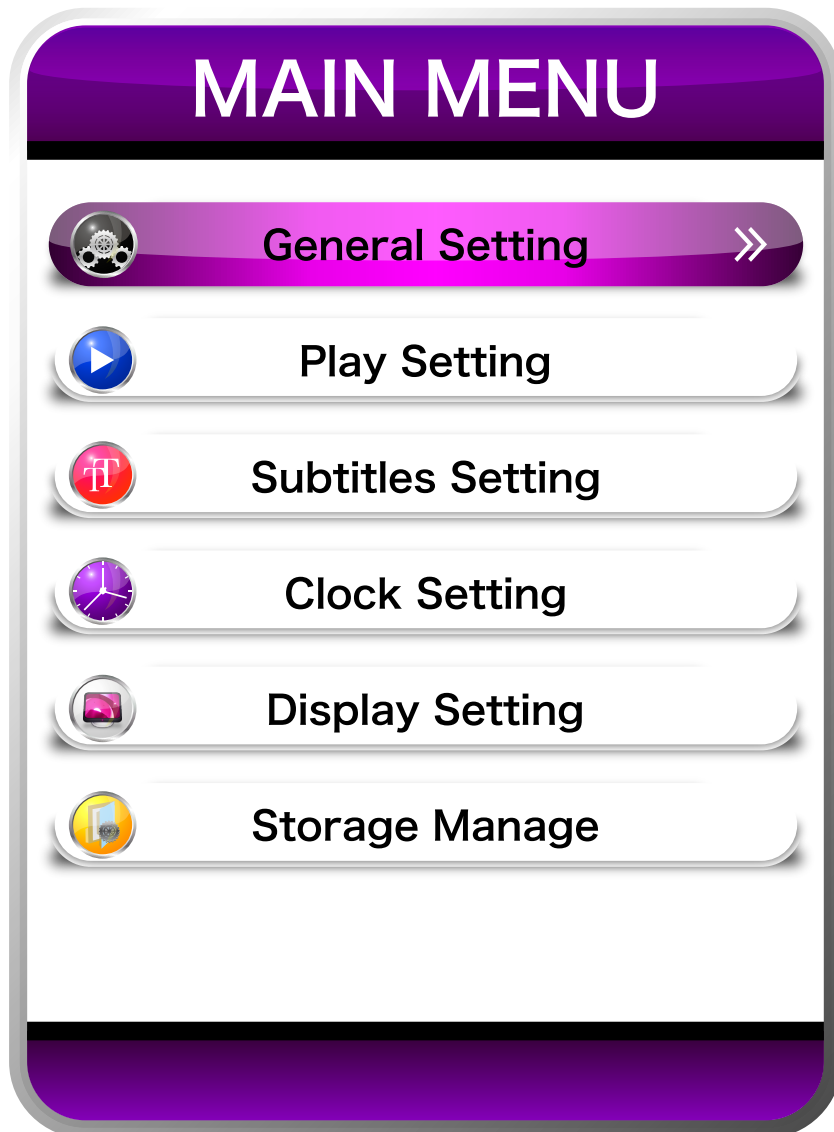 MAIN MENU
General Setting
Play Setting
Subtitles Setting
Clock Setting
Display Setting
Storage Manage